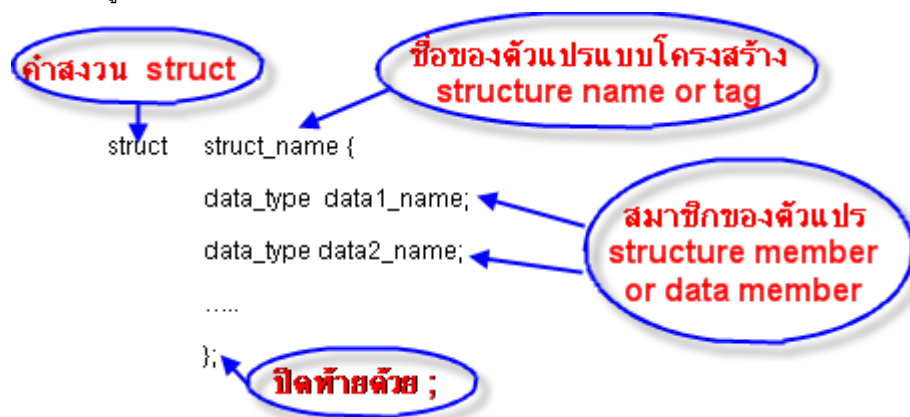 คำสงวน struct
ชื่อของตัวแปรแบบโครงสร้าง
structure name or tag
struct struct_name {
data_type data1_name;
data_type data2_name;
สมาชิกของตัวแปร
structure member
or data member
.....
};
ปิดท้ายด้วย ;